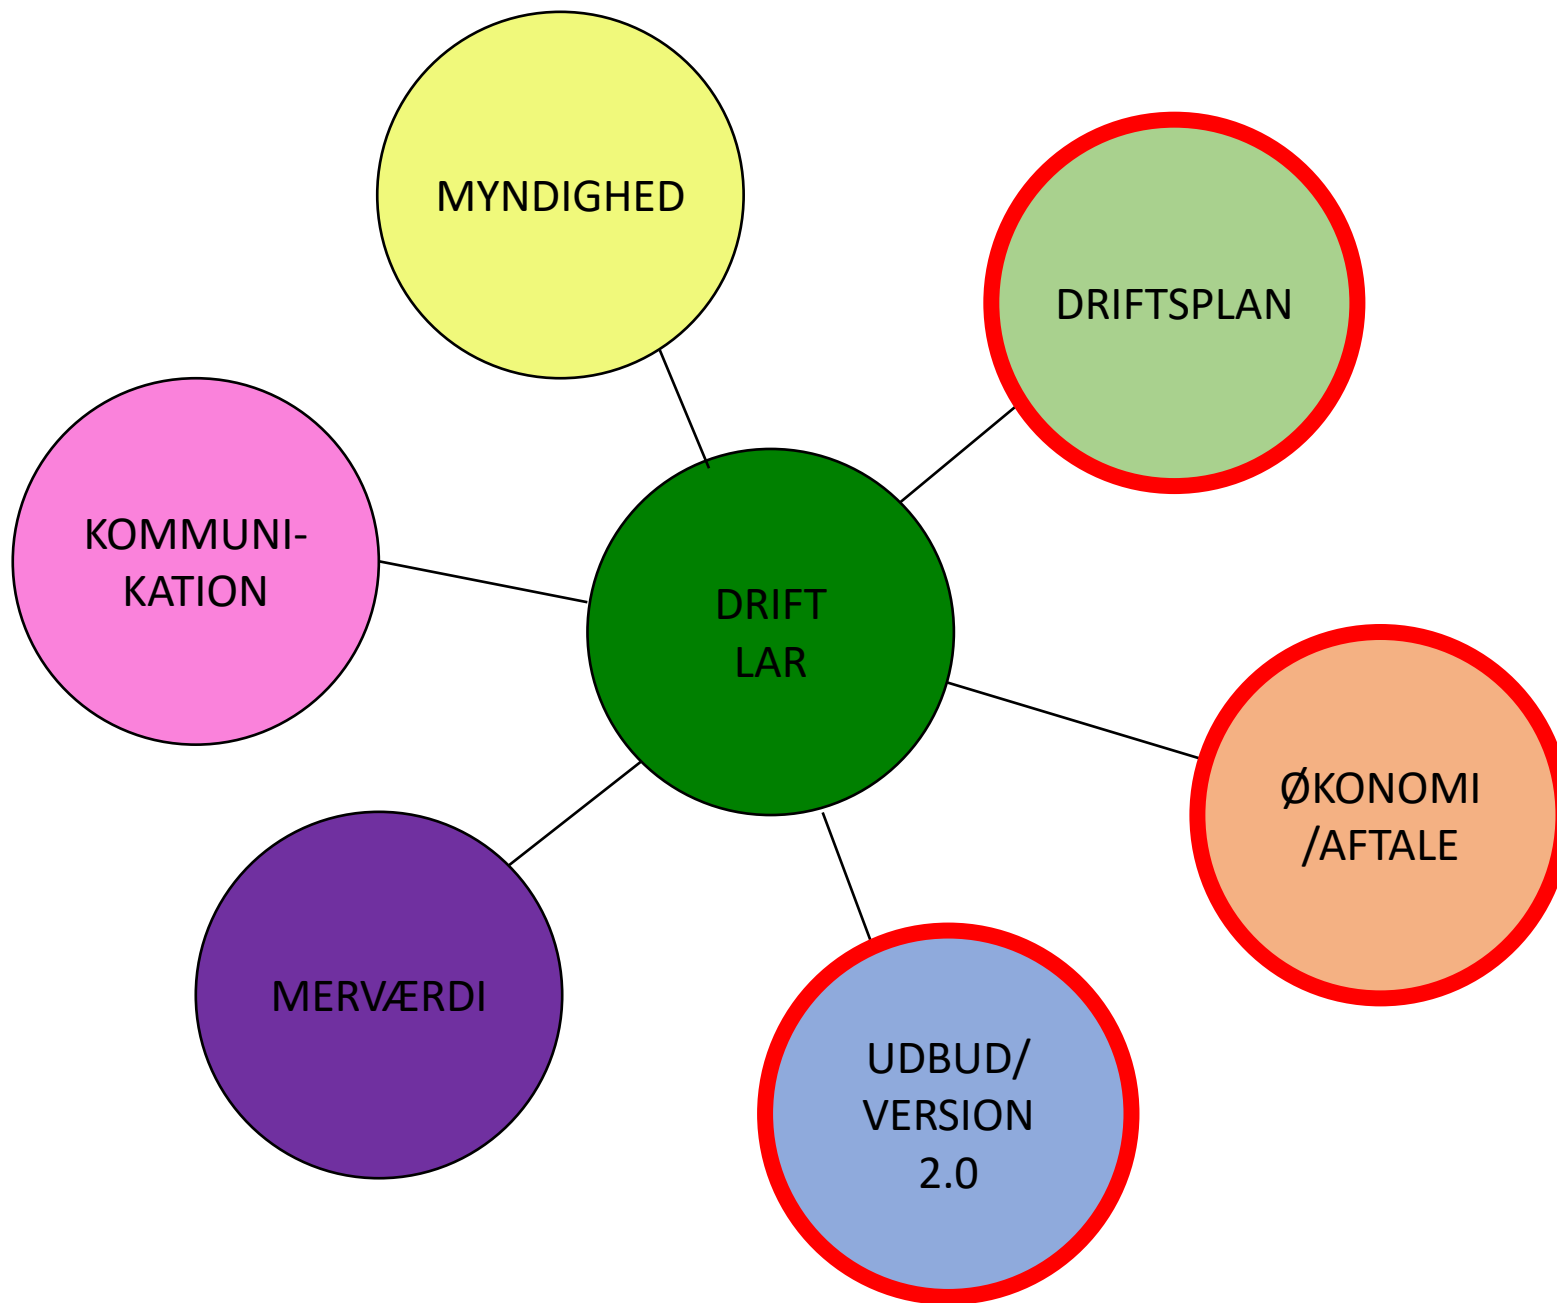 MYNDIGHED
DRIFTSPLAN
KOMMUNI-
KATION
DRIFT
LAR
ØKONOMI
/AFTALE
MERVÆRDI
UDBUD/
VERSION
2.0